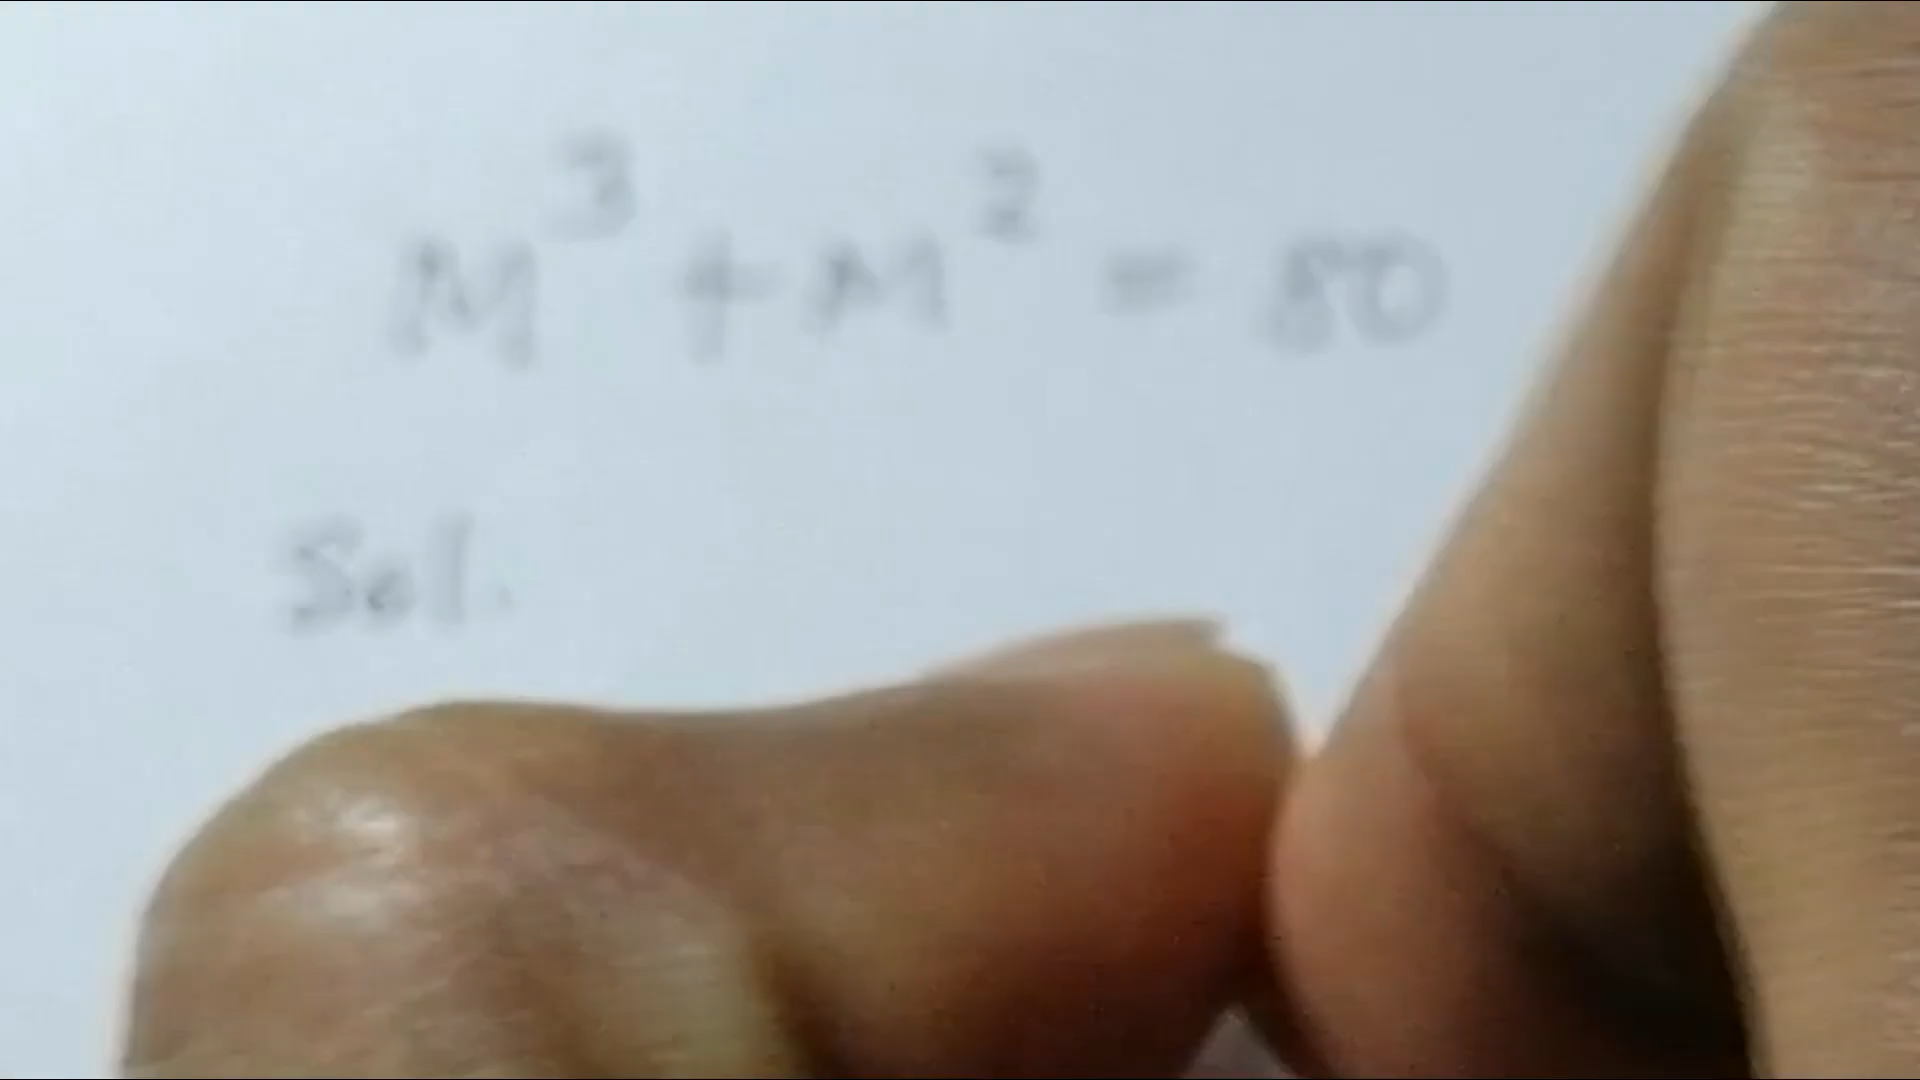 M³ + M² = 80
Sol.